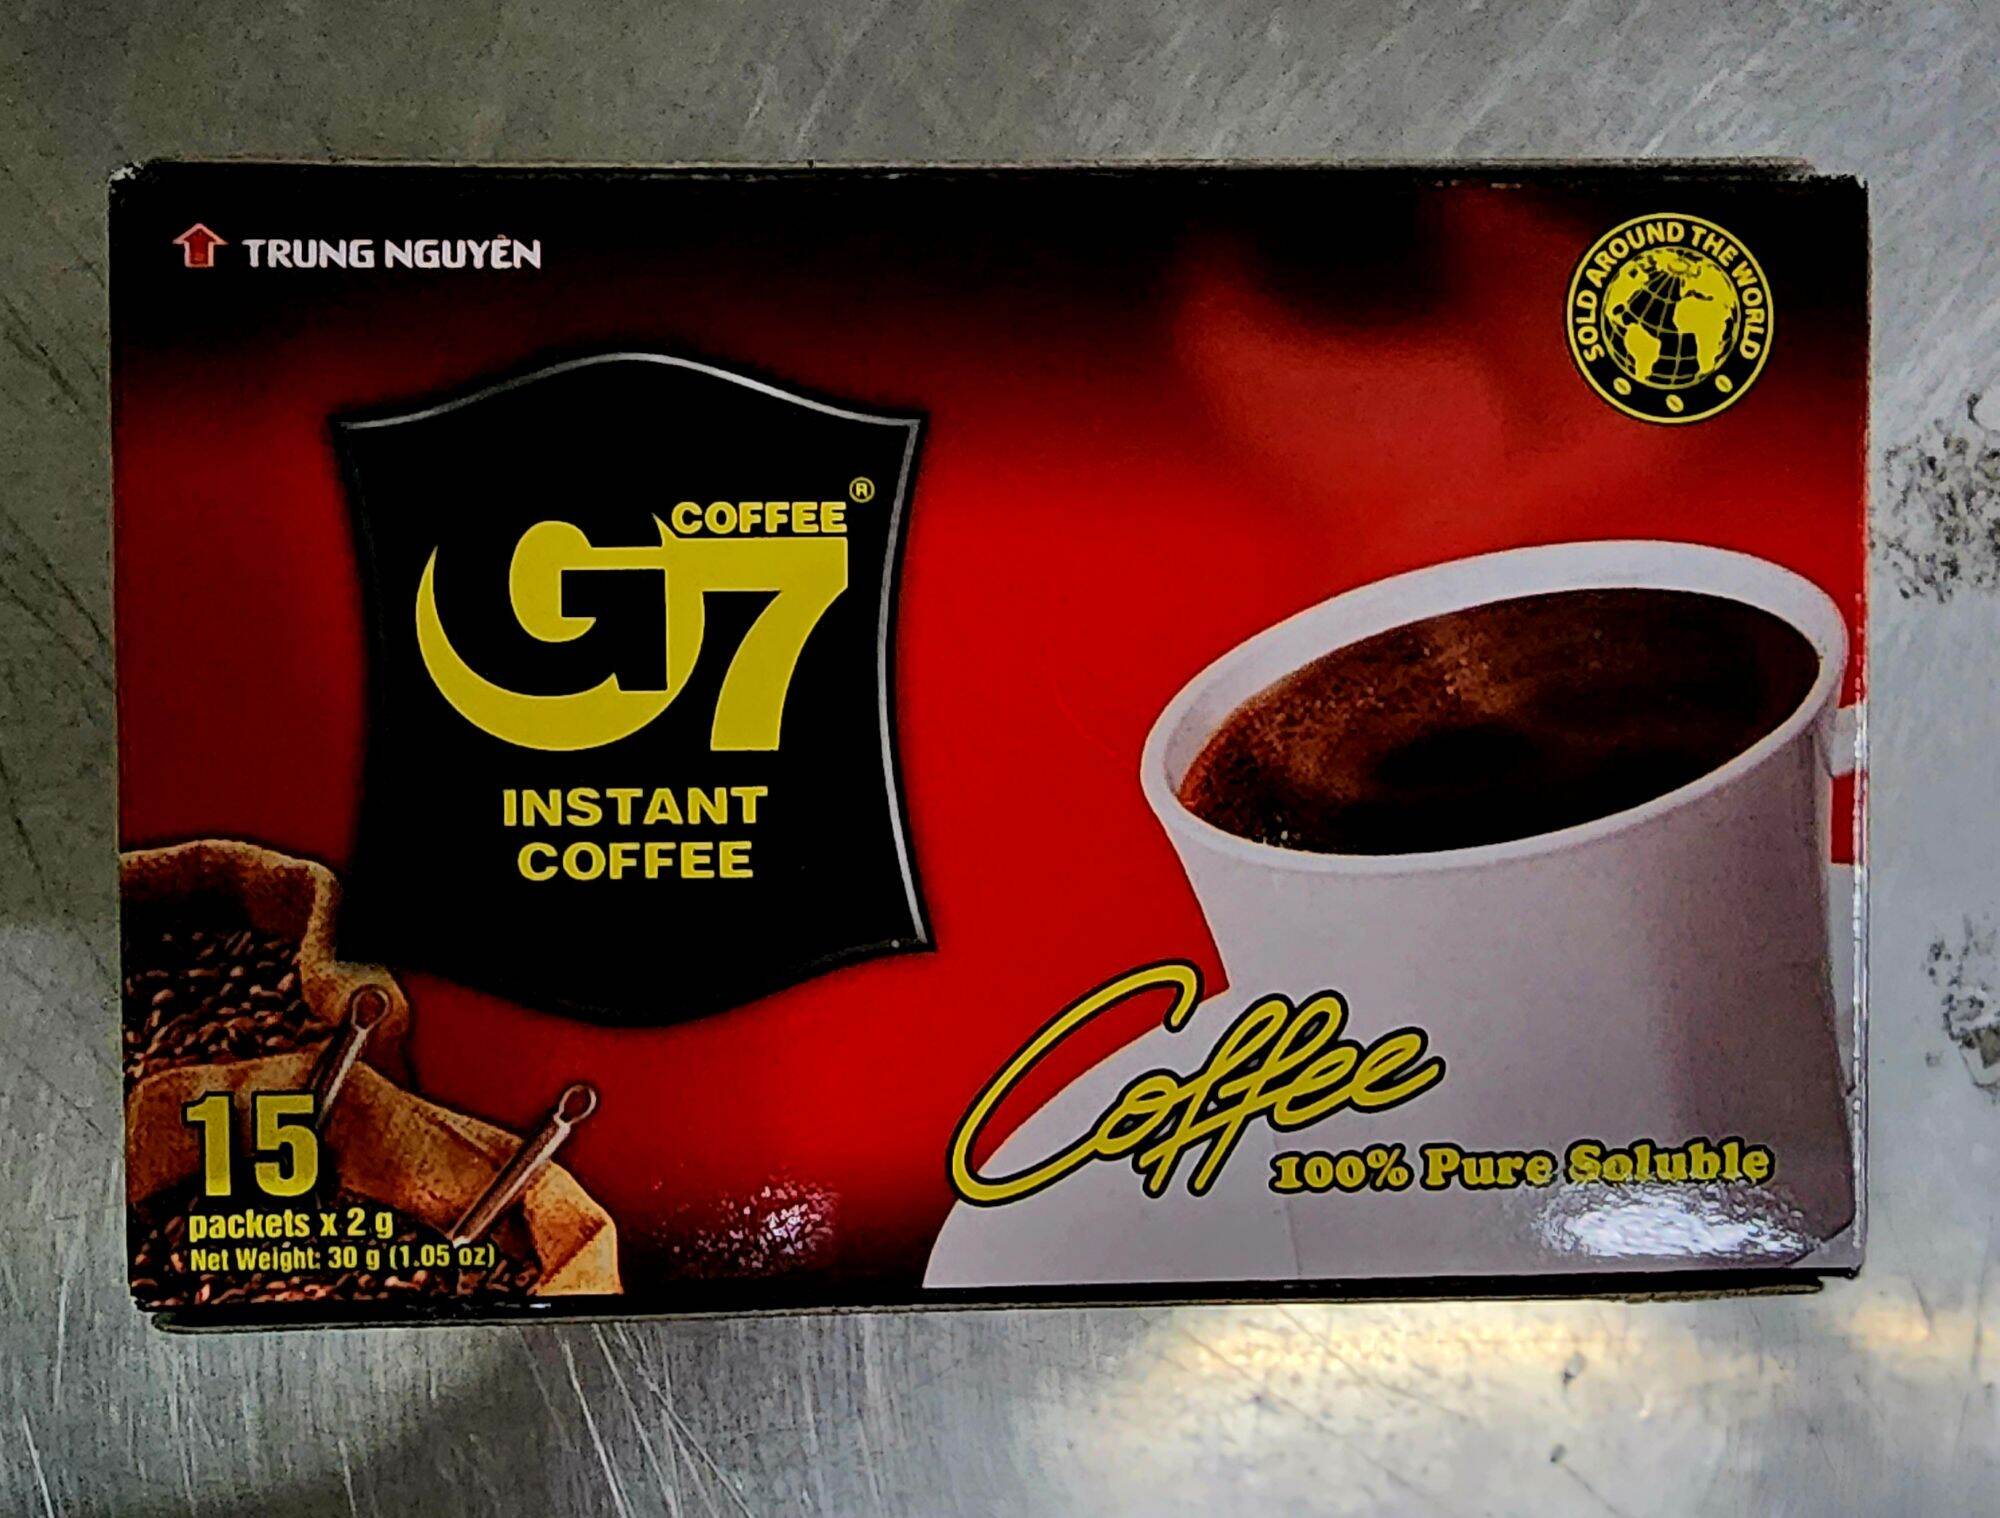 TRUNG NGUYÊN
SOLD AROUND THE WORLD
COFFEE ®
G7
INSTANT
COFFEE
Coffee
100% Pure Soluble
15
packets x 2 g
Net Weight: 30 g (1.05 oz)